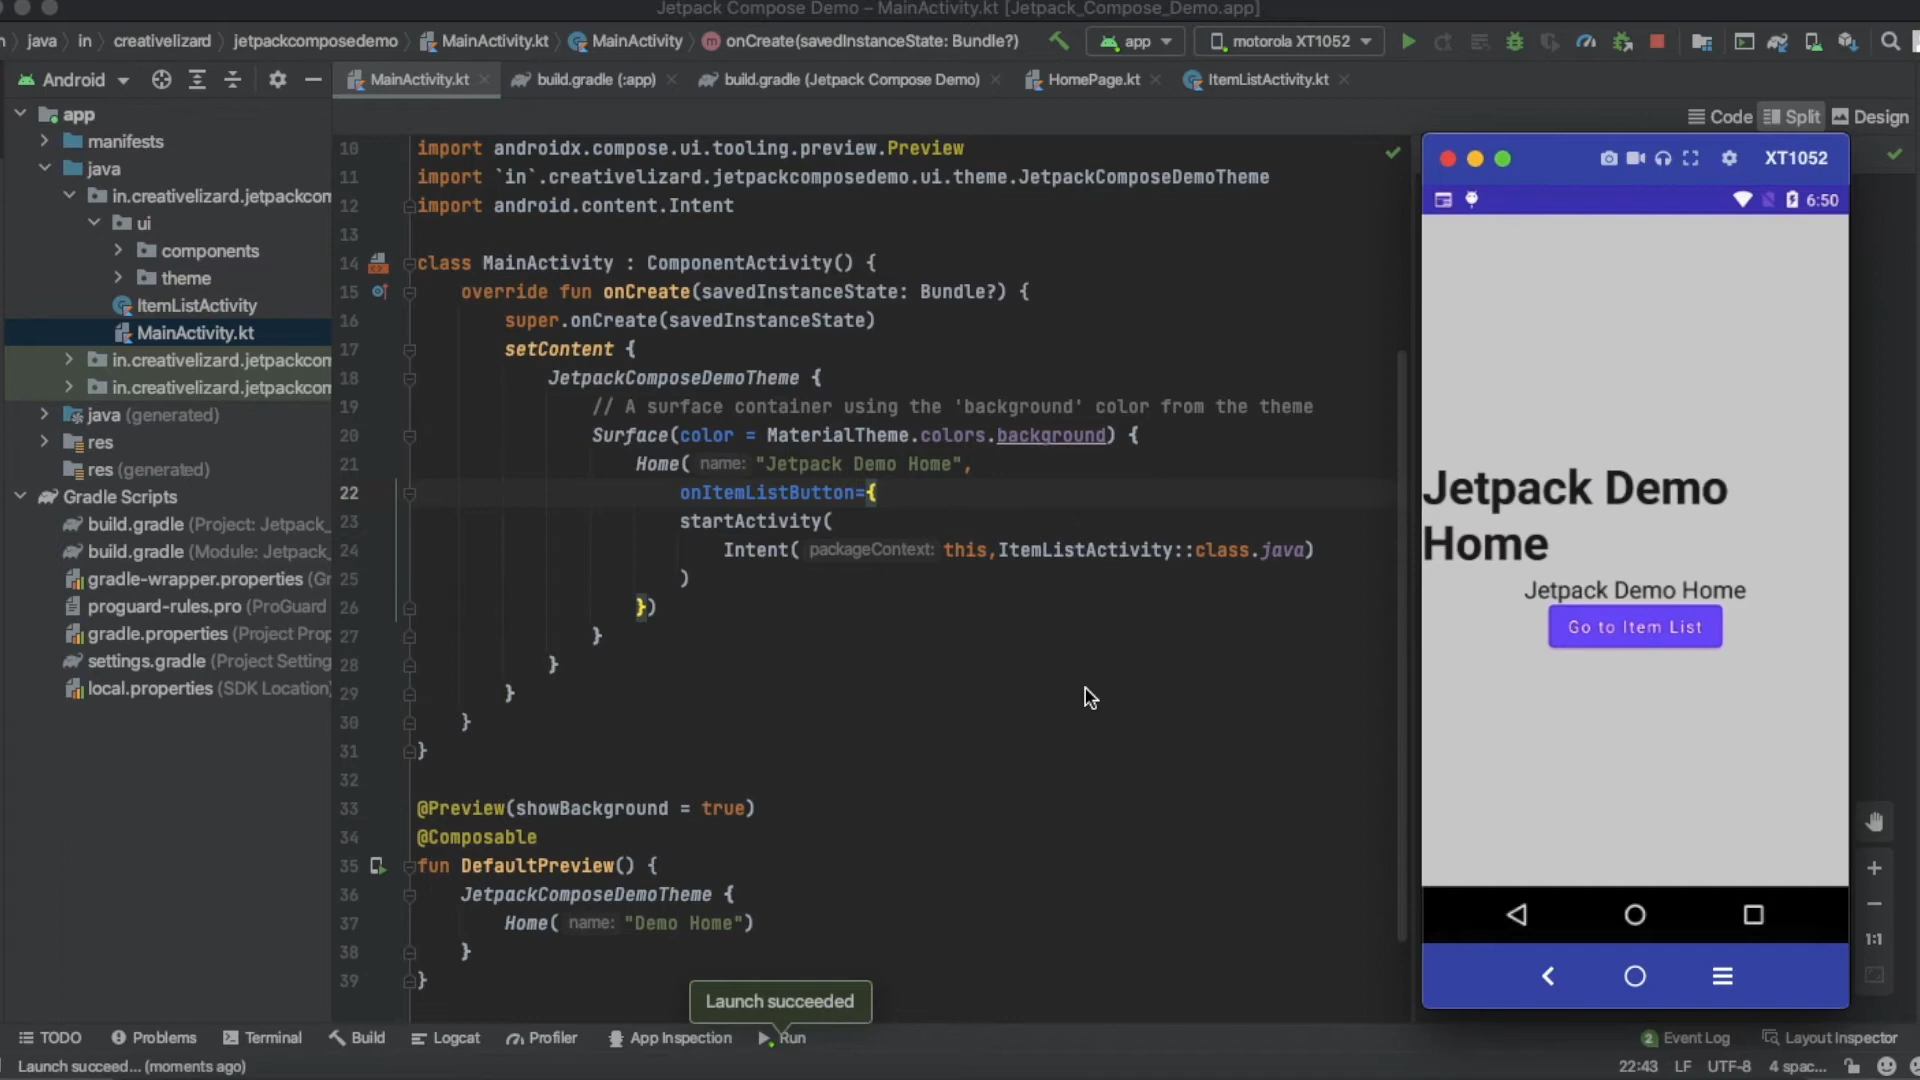 Jetpack Compose Demo – MainActivity.kt [Jetpack_Compose_Demo.app]
java in creativelizard jetpackcomposedemo MainActivity.kt MainActivity onCreate(savedInstanceState: Bundle?) app motorola XT1052
Android MainActivity.kt build.gradle (:app) build.gradle (Jetpack Compose Demo) HomePage.kt ItemListActivity.kt
Code Split Design
app
manifests
java
in.creativelizard.jetpackcom
ui
components
theme
ItemListActivity
MainActivity.kt
in.creativelizard.jetpackcom
in.creativelizard.jetpackcom
java (generated)
res
res (generated)
Gradle Scripts
build.gradle (Project: Jetpack_
build.gradle (Module: Jetpack_
gradle-wrapper.properties (Gr
proguard-rules.pro (ProGuard
gradle.properties (Project Prop
settings.gradle (Project Setting
local.properties (SDK Location)
10 import androidx.compose.ui.tooling.preview.Preview
11 import `in`.creativelizard.jetpackcomposedemo.ui.theme.JetpackComposeDemoTheme
12 import android.content.Intent
13
14 class MainActivity : ComponentActivity() {
15 override fun onCreate(savedInstanceState: Bundle?) {
16 super.onCreate(savedInstanceState)
17 setContent {
18 JetpackComposeDemoTheme {
19 // A surface container using the 'background' color from the theme
20 Surface(color = MaterialTheme.colors.background) {
21 Home( name: "Jetpack Demo Home",
22 onItemListButton={
23 startActivity(
24 Intent( packageContext: this,ItemListActivity::class.java)
25 )
26 })
27 }
28 }
29 }
30 }
31 }
32
33 @Preview(showBackground = true)
34 @Composable
35 fun DefaultPreview() {
36 JetpackComposeDemoTheme {
37 Home( name: "Demo Home")
38 }
39 }
XT1052
6:50
Jetpack Demo
Home
Jetpack Demo Home
Go to Item List
1:1
Launch succeeded
TODO Problems Terminal Build Logcat Profiler App Inspection Run 2 Event Log Layout Inspector
Launch succeed... (moments ago) 22:43 LF UTF-8 4 spac...